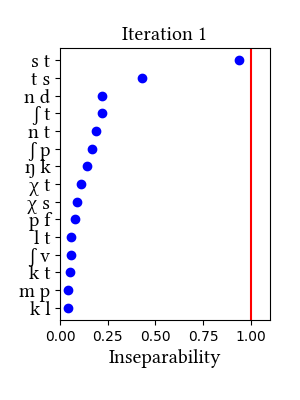 Iteration 1
s t
t s
n d
ʃ t
n t
ʃ p
ŋ k
χ t
χ s
p f
l t
ʃ v
k t
m p
k l
0.00 0.25 0.50 0.75 1.00
Inseparability